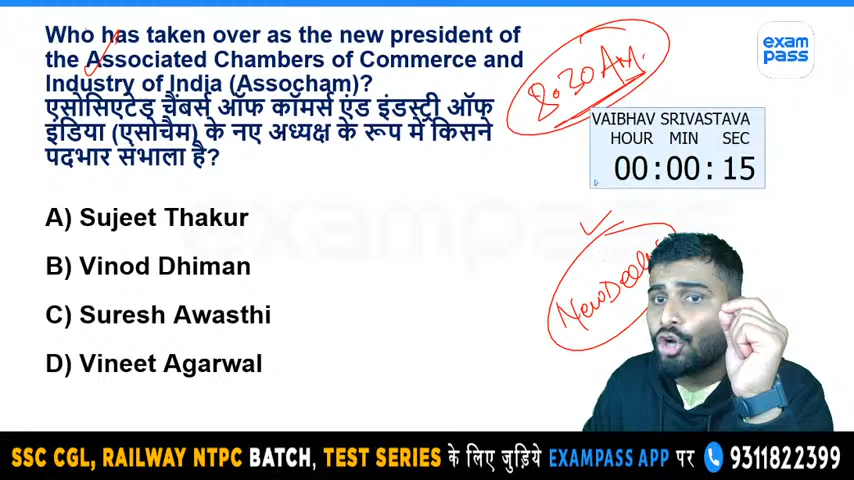 Who has taken over as the new president of
the Associated Chambers of Commerce and
Industry of India (Assocham)?
एसोसिएटेड चैंबर्स ऑफ कॉमर्स एंड इंडस्ट्री ऑफ
इंडिया (एसोचैम) के नए अध्यक्ष के रूप में किसने
पदभार संभाला है?
8:30 AM.
exam
pass
VAIBHAV SRIVASTAVA
HOUR MIN SEC
00:00:15
A) Sujeet Thakur
B) Vinod Dhiman
C) Suresh Awasthi
D) Vineet Agarwal
New Delhi
exampass
SSC CGL, RAILWAY NTPC BATCH, TEST SERIES के लिए जुड़िये EXAMPASS APP पर 9311822399